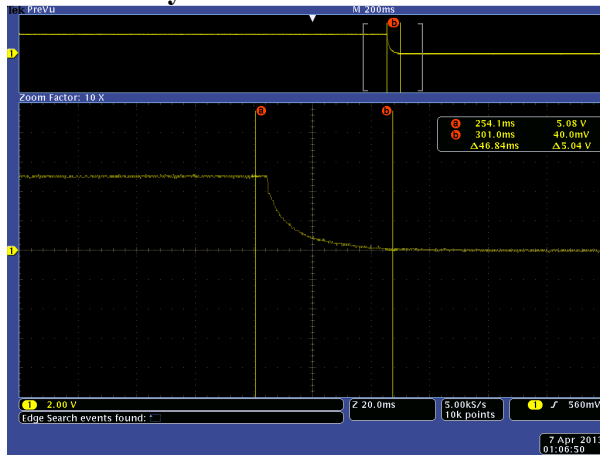 Tek PreVu
M 200ms
b
1
Zoom Factor: 10 X
a
b
a 254.1ms 5.08 V
b 301.0ms 40.0mV
Δ46.84ms Δ5.04 V
1
1 2.00 V
Z 20.0ms
5.00kS/s
10k points
1 560mV
Edge Search events found:
7 Apr 2013
01:06:50